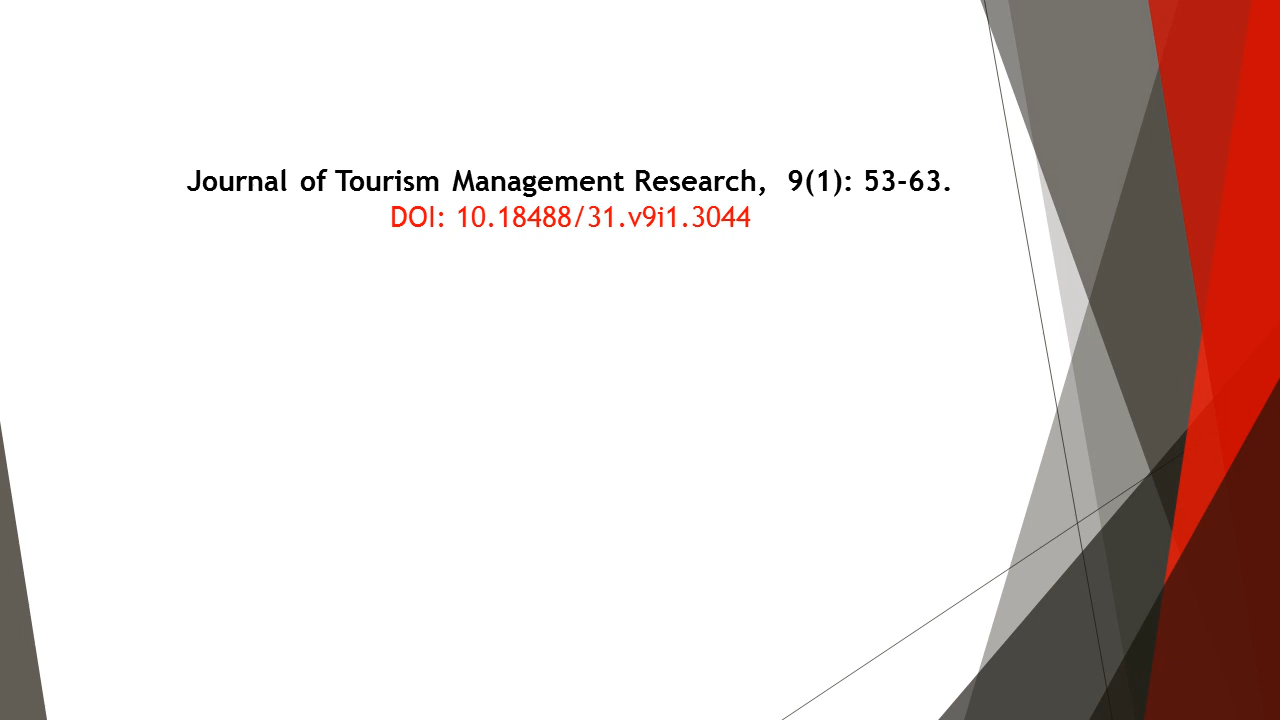 Journal of Tourism Management Research, 9(1): 53-63.
DOI: 10.18488/31.v9i1.3044